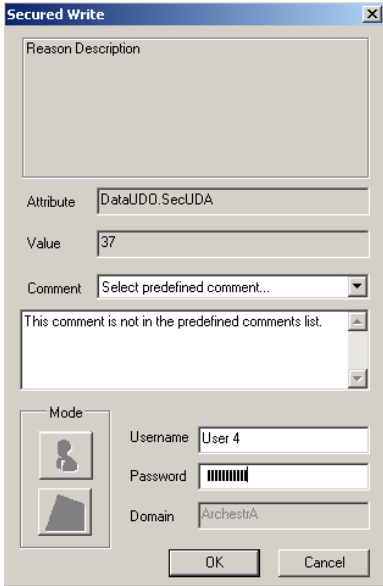 Secured Write
Reason Description
Attribute DataUDO.SecUDA
Value 37
Comment Select predefined comment...
This comment is not in the predefined comments list.
Mode
Username User 4
Password
Domain ArchestrA
OK Cancel